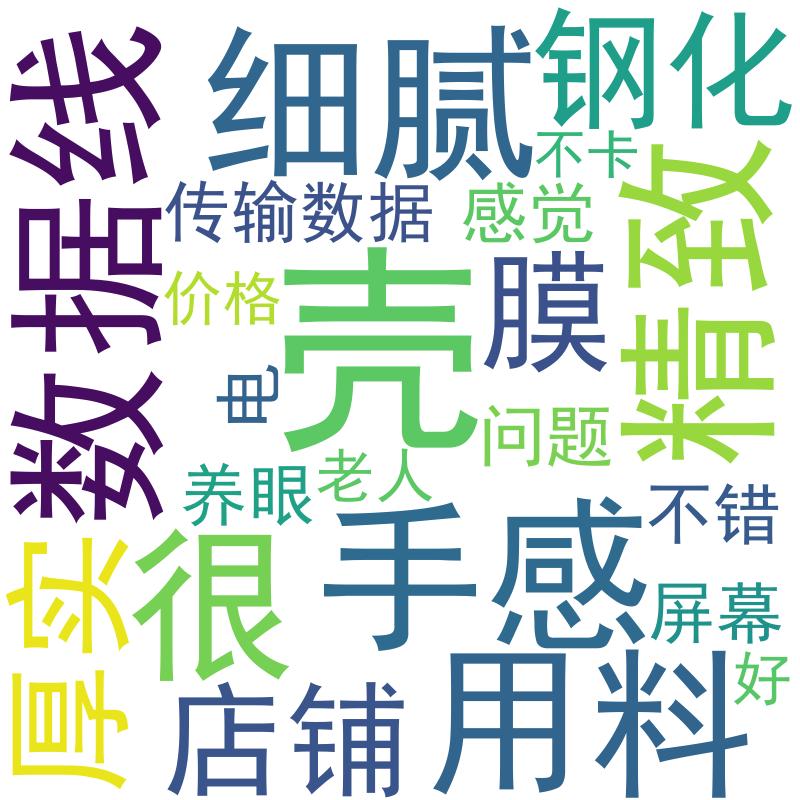 数据线
细腻
钢化
不卡
传输数据
感觉
精致
价格
壳
膜
电
问题
养眼
老人
不错
厚实
很
手感
屏幕
好
店铺
用料